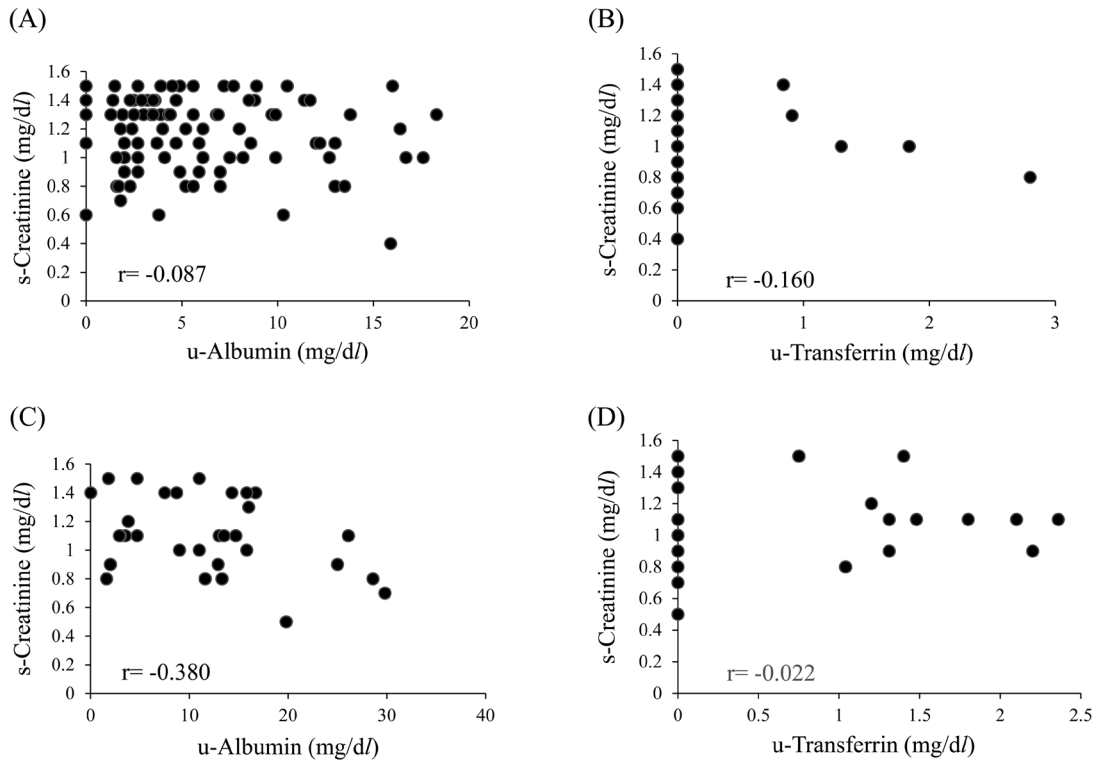 (A)
s-Creatinine (mg/dl)
1.6
1.4
1.2
1
0.8
0.6
0.4
0.2
0
r= -0.087
0 5 10 15 20
u-Albumin (mg/dl)
(B)
s-Creatinine (mg/dl)
1.6
1.4
1.2
1
0.8
0.6
0.4
0.2
0
r= -0.160
0 1 2 3
u-Transferrin (mg/dl)
(C)
s-Creatinine (mg/dl)
1.6
1.4
1.2
1
0.8
0.6
0.4
0.2
0
r= -0.380
0 10 20 30 40
u-Albumin (mg/dl)
(D)
s-Creatinine (mg/dl)
1.6
1.4
1.2
1
0.8
0.6
0.4
0.2
0
r= -0.022
0 0.5 1 1.5 2 2.5
u-Transferrin (mg/dl)